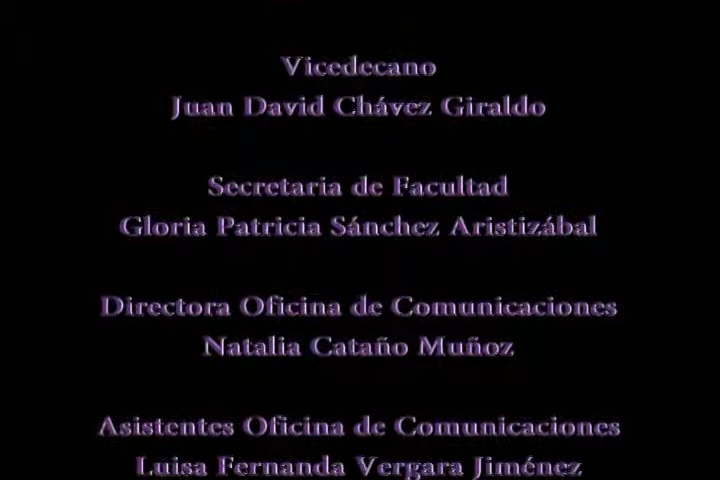 Vicedecano
Juan David Chávez Giraldo
Secretaria de Facultad
Gloria Patricia Sánchez Aristizábal
Directora Oficina de Comunicaciones
Natalia Cataño Muñoz
Asistentes Oficina de Comunicaciones
Luisa Fernanda Vergara Jiménez